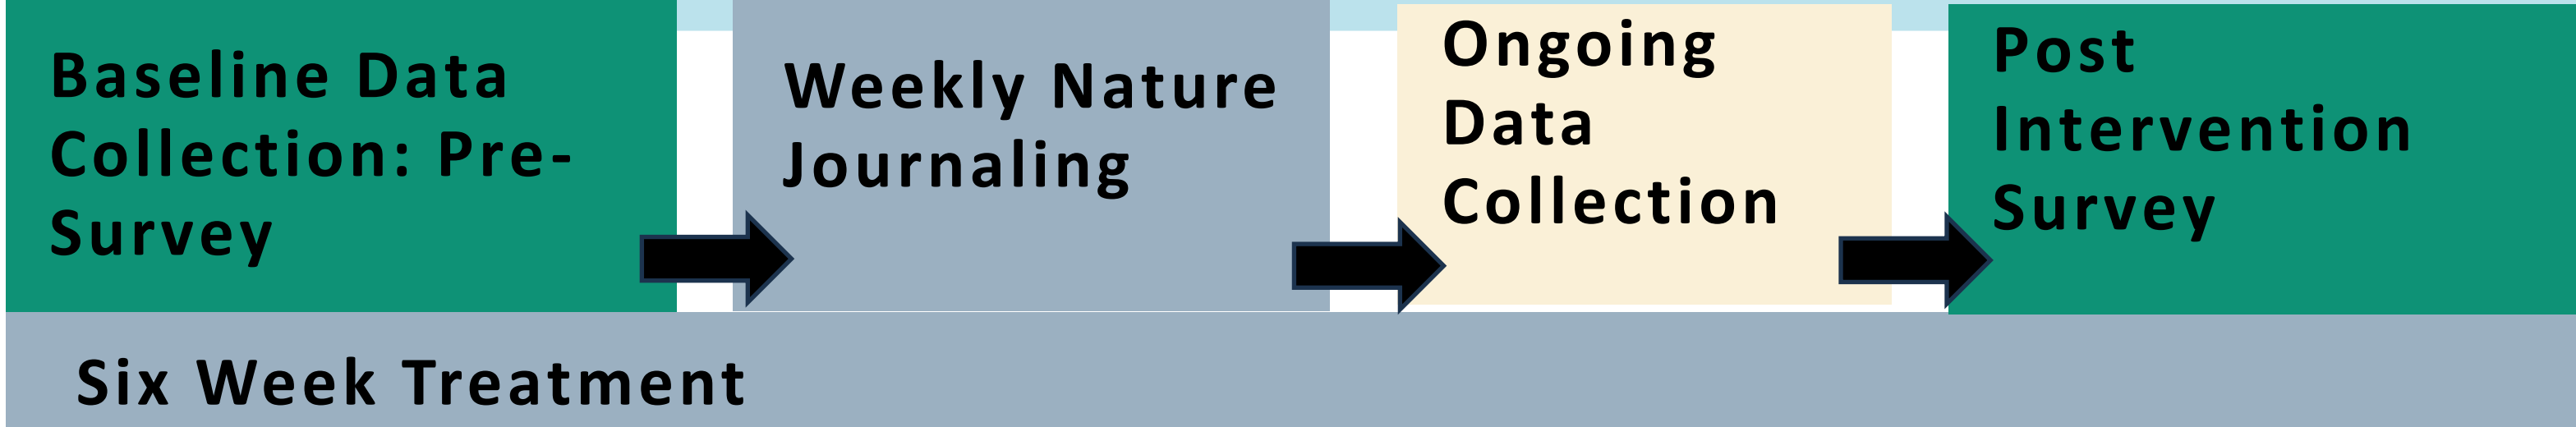 Baseline Data
Collection: Pre-
Survey
Weekly Nature
Journaling
Ongoing
Data
Collection
Post
Intervention
Survey
Six Week Treatment